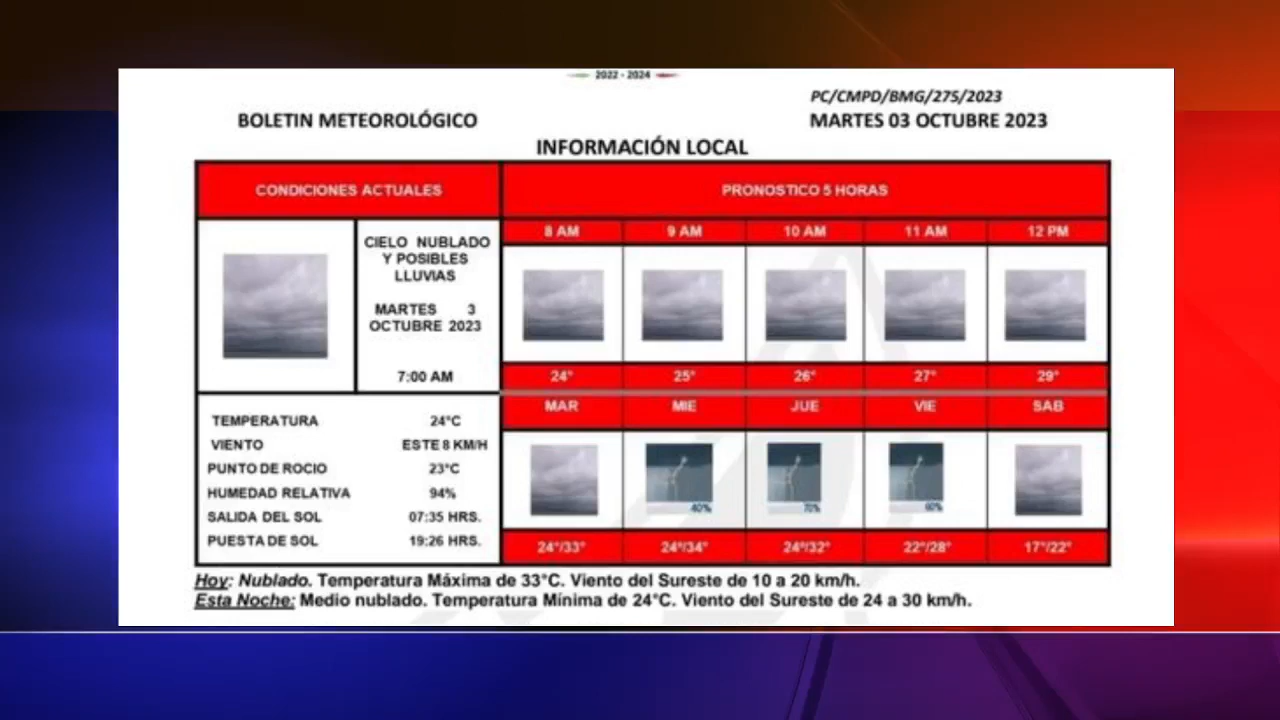 2022 - 2024
PC/CMPD/BMG/275/2023
BOLETIN METEOROLÓGICO
MARTES 03 OCTUBRE 2023
INFORMACIÓN LOCAL
CONDICIONES ACTUALES
PRONOSTICO 5 HORAS
CIELO NUBLADO
Y POSIBLES
LLUVIAS
MARTES 3
OCTUBRE 2023
7:00 AM
8 AM 9 AM 10 AM 11 AM 12 PM
24° 25° 26° 27° 29°
TEMPERATURA 24°C
VIENTO ESTE 8 KM/H
PUNTO DE ROCIO 23°C
HUMEDAD RELATIVA 94%
SALIDA DEL SOL 07:35 HRS.
PUESTA DE SOL 19:26 HRS.
MAR MIE JUE VIE SAB
40% 70% 60%
24°/33° 24°/34° 24°/32° 22°/28° 17°/22°
Hoy: Nublado. Temperatura Máxima de 33°C. Viento del Sureste de 10 a 20 km/h.
Esta Noche: Medio nublado. Temperatura Mínima de 24°C. Viento del Sureste de 24 a 30 km/h.